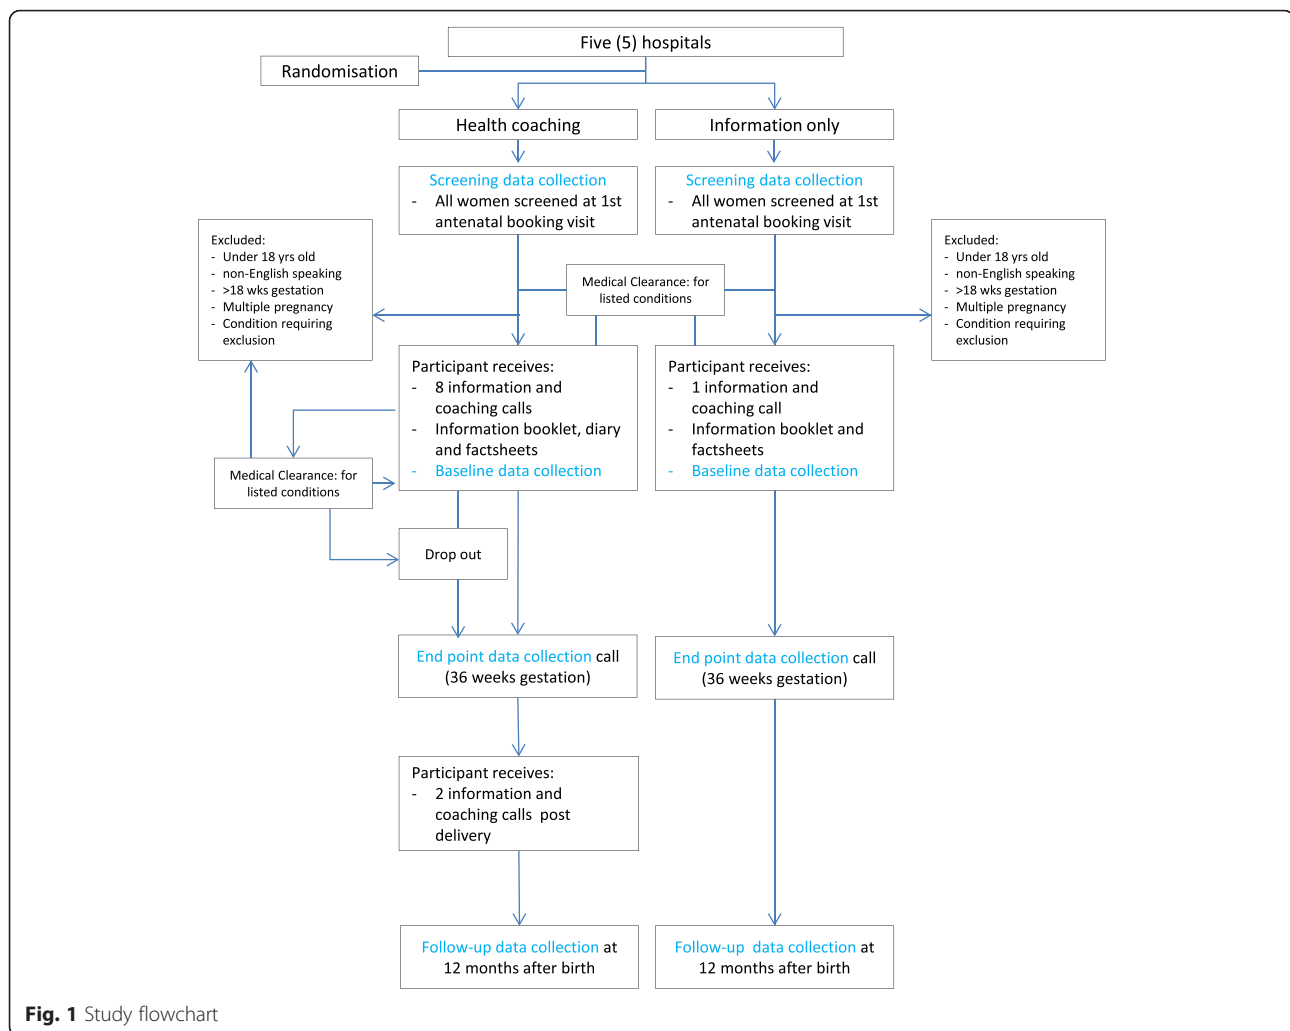 Five (5) hospitals
Randomisation
Health coaching
Information only
Screening data collection
- All women screened at 1st
antenatal booking visit
Screening data collection
- All women screened at 1st
antenatal booking visit
Excluded:
- Under 18 yrs old
- non-English speaking
- >18 wks gestation
- Multiple pregnancy
- Condition requiring
exclusion
Medical Clearance: for
listed conditions
Excluded:
- Under 18 yrs old
- non-English speaking
- >18 wks gestation
- Multiple pregnancy
- Condition requiring
exclusion
Participant receives:
- 8 information and
coaching calls
- Information booklet, diary
and factsheets
- Baseline data collection
Participant receives:
- 1 information and
coaching call
- Information booklet and
factsheets
- Baseline data collection
Medical Clearance: for
listed conditions
Drop out
End point data collection call
(36 weeks gestation)
End point data collection call
(36 weeks gestation)
Participant receives:
- 2 information and
coaching calls post
delivery
Follow-up data collection at
12 months after birth
Follow-up data collection at
12 months after birth
Fig. 1 Study flowchart